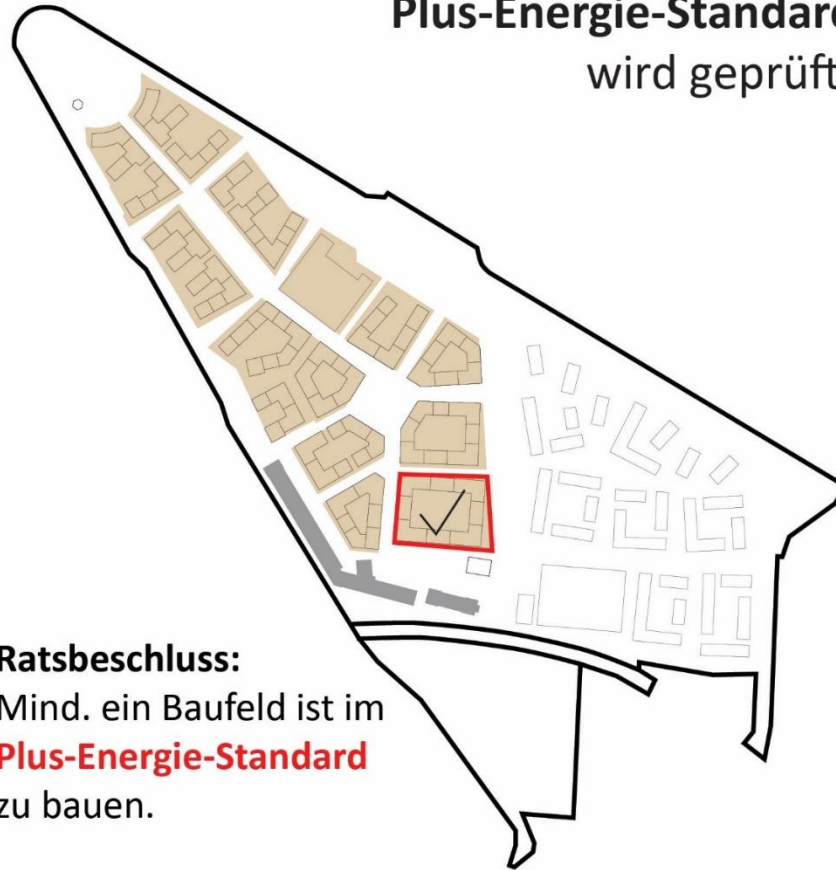 Plus-Energie-Standard
wird geprüft
Ratsbeschluss:
Mind. ein Baufeld ist im
Plus-Energie-Standard
zu bauen.